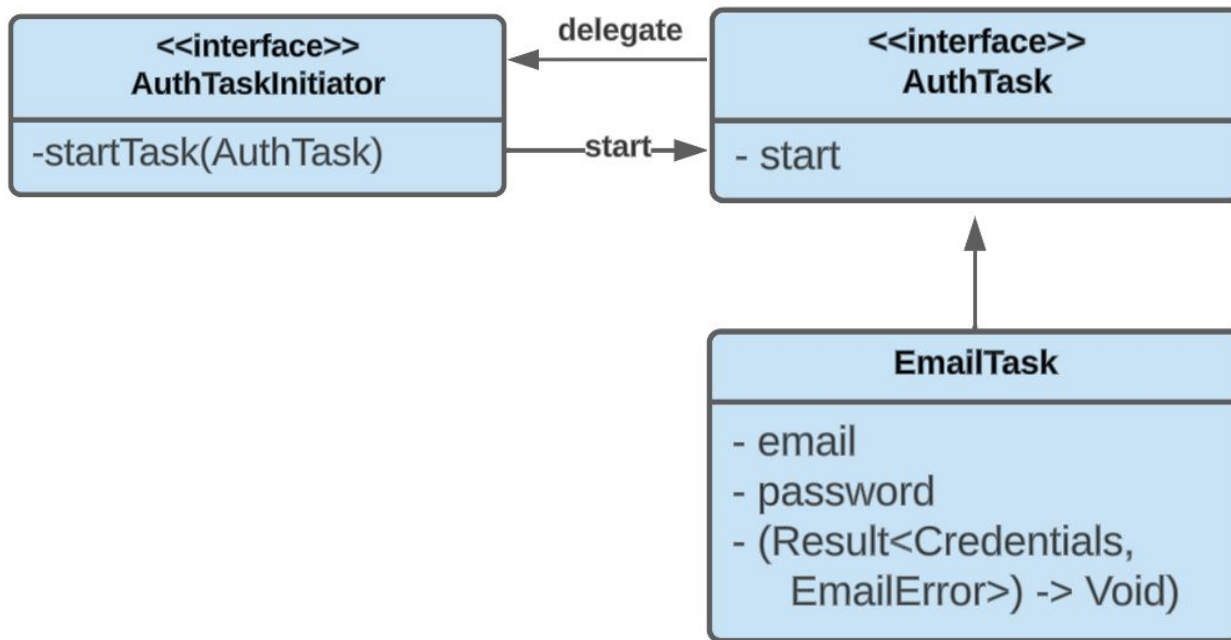 <<interface>>
AuthTaskInitiator
-startTask(AuthTask)
delegate
start
<<interface>>
AuthTask
- start
EmailTask
- email
- password
- (Result<Credentials,
EmailError>) -> Void)